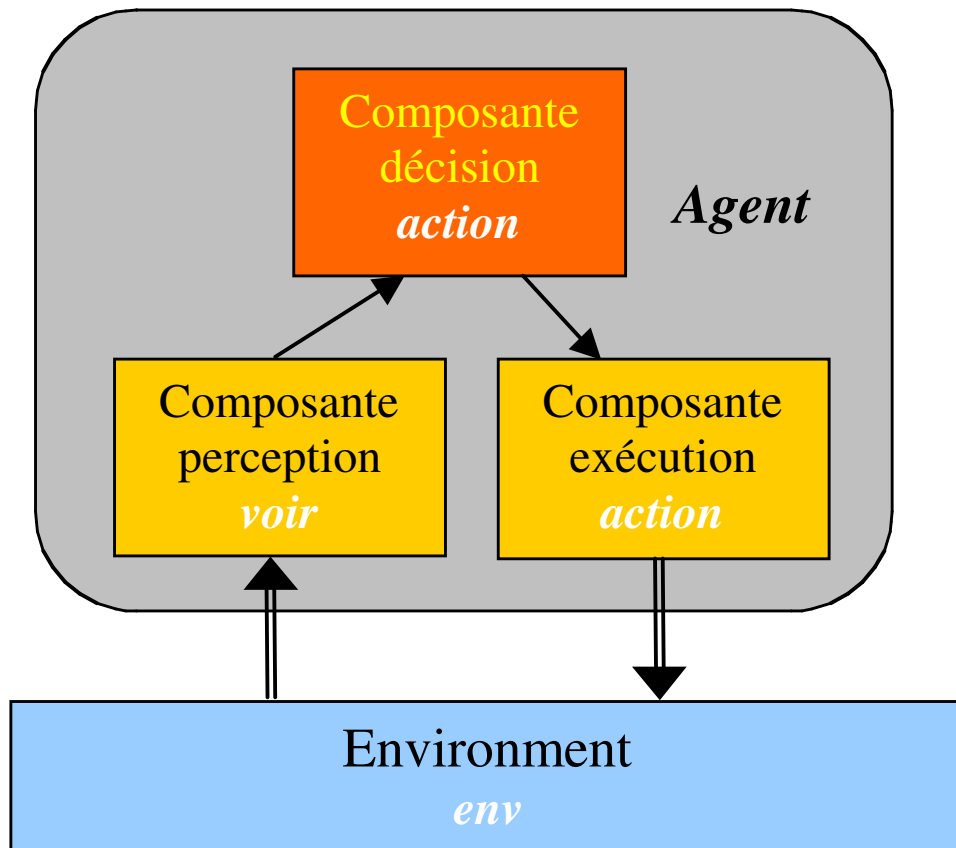 Composante
décision
action
Agent
Composante
perception
voir
Composante
exécution
action
Environment
env